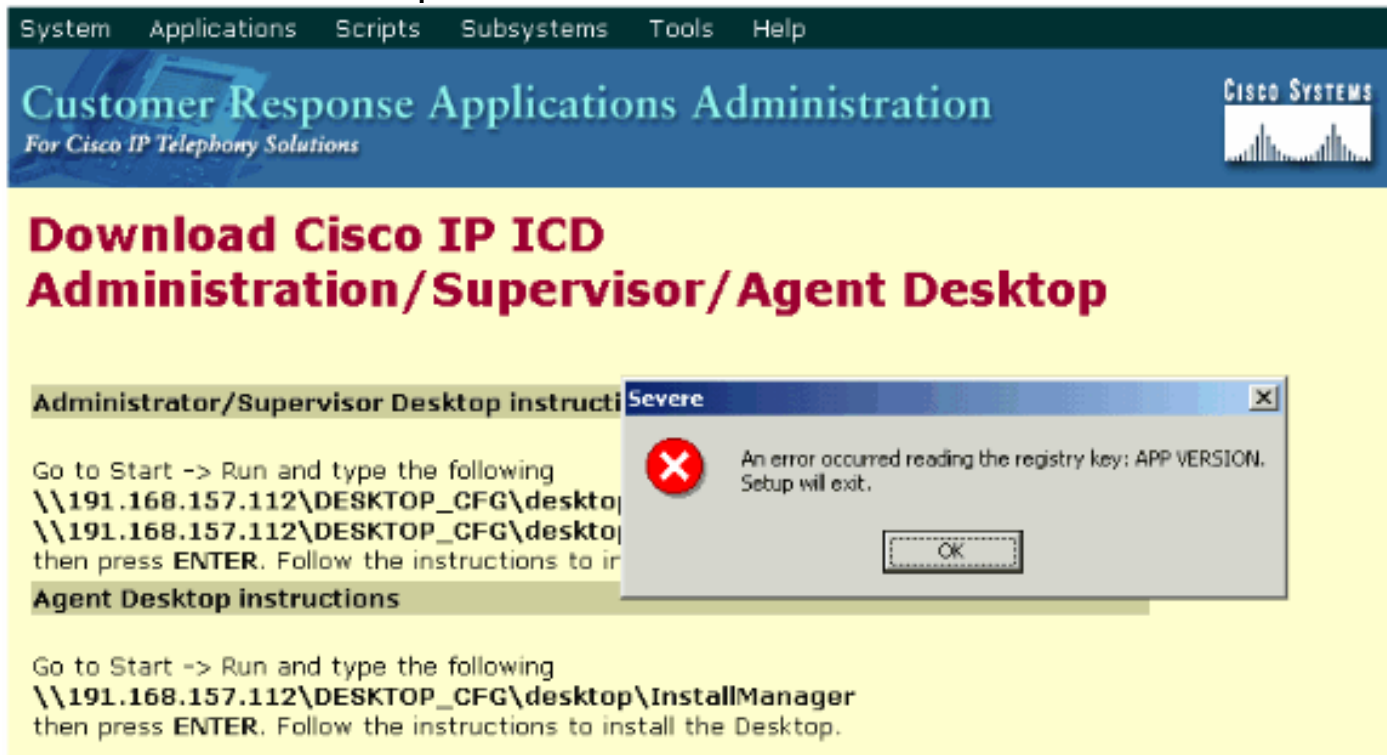 System Applications Scripts Subsystems Tools Help
Customer Response Applications Administration
For Cisco IP Telephony Solutions
CISCO SYSTEMS
Download Cisco IP ICD
Administration/Supervisor/Agent Desktop
Administrator/Supervisor Desktop instructi
Go to Start -> Run and type the following
\\191.168.157.112\DESKTOP_CFG\desktop
\\191.168.157.112\DESKTOP_CFG\desktop
then press ENTER. Follow the instructions to in
Severe
An error occurred reading the registry key: APP VERSION.
Setup will exit.
OK
Agent Desktop instructions
Go to Start -> Run and type the following
\\191.168.157.112\DESKTOP_CFG\desktop\InstallManager
then press ENTER. Follow the instructions to install the Desktop.